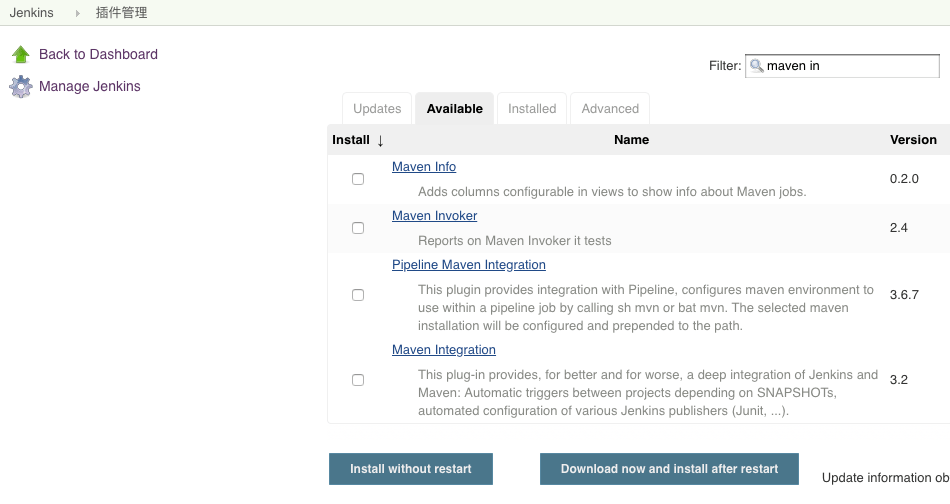 Jenkins 插件管理
Back to Dashboard
Manage Jenkins
Filter: maven in
Updates Available Installed Advanced
Install ↓ Name Version
Maven Info
Adds columns configurable in views to show info about Maven jobs.
0.2.0
Maven Invoker
Reports on Maven Invoker it tests
2.4
Pipeline Maven Integration
This plugin provides integration with Pipeline, configures maven environment to
use within a pipeline job by calling sh mvn or bat mvn. The selected maven
installation will be configured and prepended to the path.
3.6.7
Maven Integration
This plug-in provides, for better and for worse, a deep integration of Jenkins and
Maven: Automatic triggers between projects depending on SNAPSHOTs,
automated configuration of various Jenkins publishers (Junit, ...).
3.2
Install without restart Download now and install after restart Update information ob